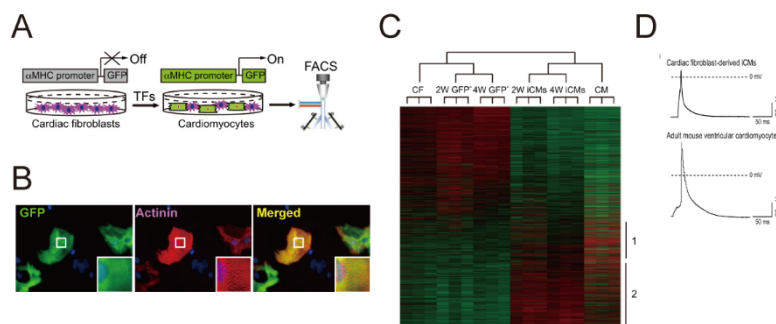 A
αMHC promoter
GFP
Off
αMHC promoter
GFP
On
FACS
TFs
Cardiac fibroblasts
Cardiomyocytes
B
GFP
Actinin
Merged
C
CF
2W GFP⁻
4W GFP⁻
2W iCMs
4W iCMs
CM
1
2
D
Cardiac fibroblast-derived iCMs
0 mV
50 ms
Adult mouse ventricular cardiomyocyte
0 mV
50 ms